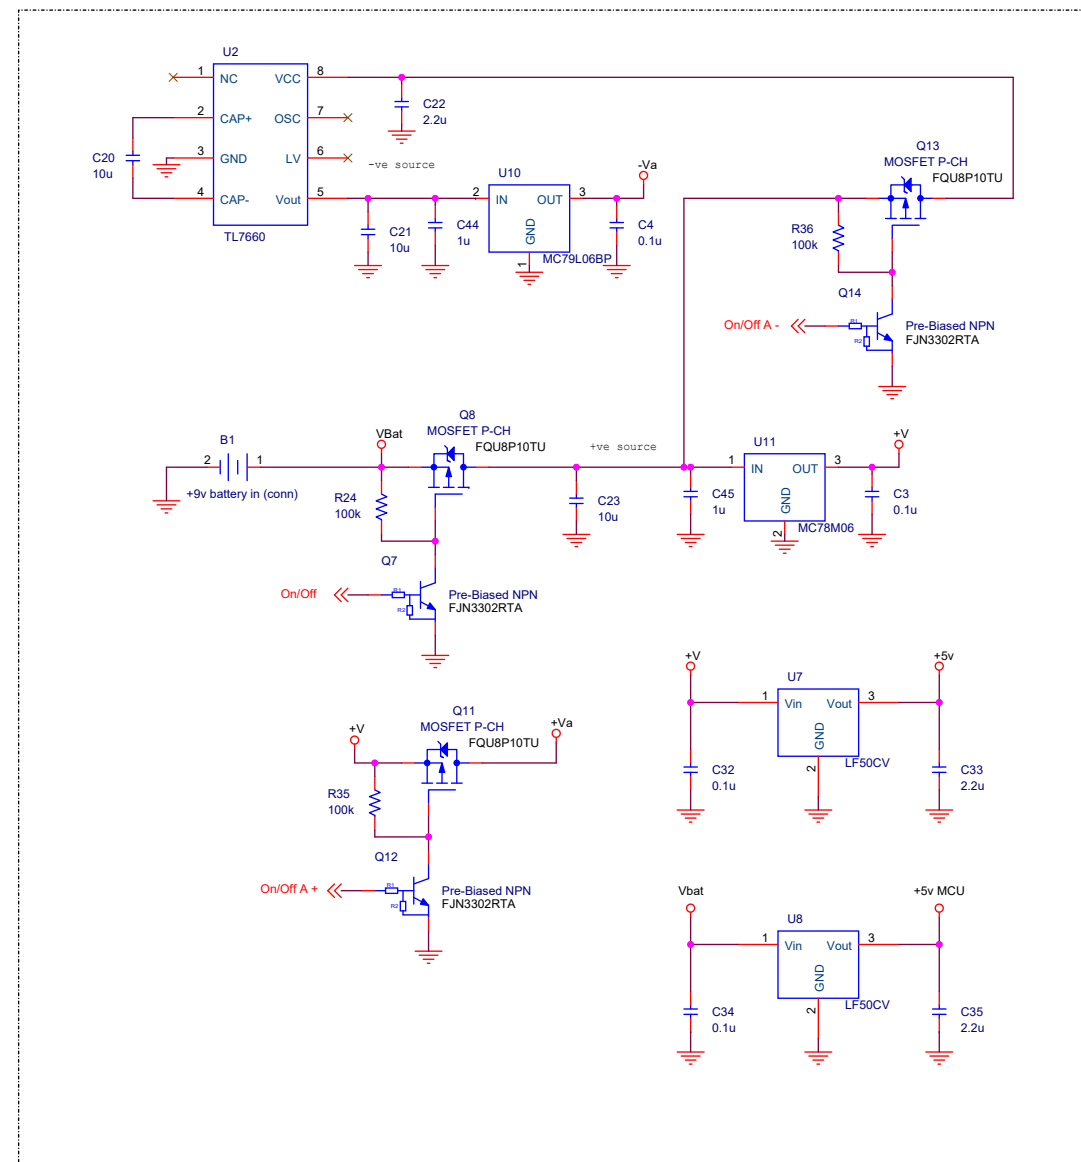 U2
1 NC VCC 8
2 CAP+ OSC 7
3 GND LV 6
4 CAP- Vout 5
TL7660
C20
10u
C22
2.2u
-ve source
C21
10u
C44
1u
U10
2 IN OUT 3
GND
1
MC79L06BP
-Va
C4
0.1u
Q13
MOSFET P-CH
FQU8P10TU
R36
100k
Q14
On/Off A -
R1
R2
Pre-Biased NPN
FJN3302RTA
B1
2 1
+9v battery in (conn)
VBat
Q8
MOSFET P-CH
FQU8P10TU
R24
100k
Q7
On/Off
R1
R2
Pre-Biased NPN
FJN3302RTA
+ve source
C23
10u
C45
1u
U11
1 IN OUT 3
GND
2
MC78M06
+V
C3
0.1u
+V
U7
1 Vin Vout 3
GND
2
LF50CV
+5v
C32
0.1u
C33
2.2u
+V
Q11
MOSFET P-CH
FQU8P10TU
+Va
R35
100k
Q12
On/Off A +
R1
R2
Pre-Biased NPN
FJN3302RTA
Vbat
U8
1 Vin Vout 3
GND
2
LF50CV
+5v MCU
C34
0.1u
C35
2.2u